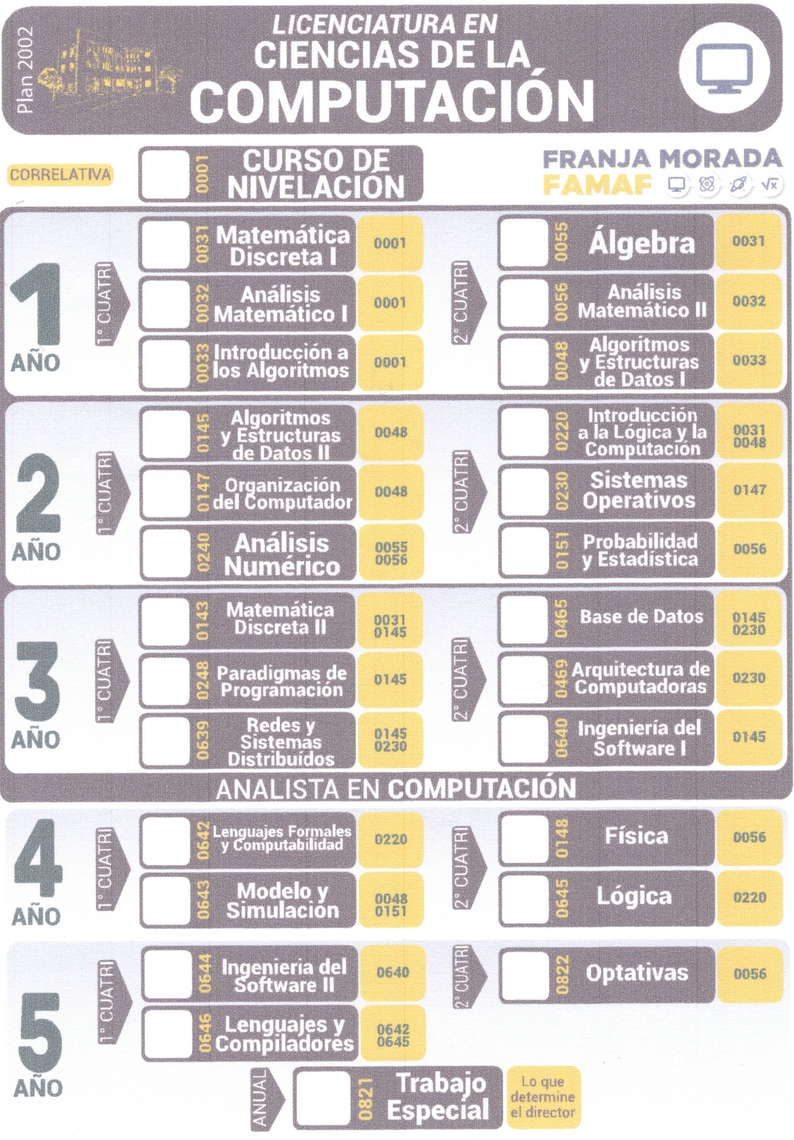 Plan 2002
LICENCIATURA EN
CIENCIAS DE LA
COMPUTACIÓN
CORRELATIVA
0001
CURSO DE
NIVELACIÓN
FRANJA MORADA
FAMAF
√x
1
AÑO
1° CUATRI
0031
Matemática
Discreta I
0001
0032
Análisis
Matemático I
0001
0033
Introducción a
los Algoritmos
0001
2° CUATRI
0055
Álgebra
0031
0056
Análisis
Matemático II
0032
0048
Algoritmos
y Estructuras
de Datos I
0033
2
AÑO
1° CUATRI
0145
Algoritmos
y Estructuras
de Datos II
0048
0147
Organización
del Computador
0048
0240
Análisis
Numérico
0055
0056
2° CUATRI
0220
Introducción
a la Lógica y la
Computación
0031
0048
0230
Sistemas
Operativos
0147
0151
Probabilidad
y Estadística
0056
3
AÑO
1° CUATRI
0143
Matemática
Discreta II
0031
0145
0248
Paradigmas de
Programación
0145
0639
Redes y
Sistemas
Distribuídos
0145
0230
2° CUATRI
0465
Base de Datos
0145
0230
0469
Arquitectura de
Computadoras
0230
0640
Ingeniería del
Software I
0145
ANALISTA EN COMPUTACIÓN
4
AÑO
1° CUATRI
0642
Lenguajes Formales
y Computabilidad
0220
0643
Modelo y
Simulación
0048
0151
2° CUATRI
0148
Física
0056
0645
Lógica
0220
5
AÑO
1° CUATRI
0644
Ingenieria del
Software II
0640
0646
Lenguajes y
Compiladores
0642
0645
2° CUATRI
0822
Optativas
0056
ANUAL
0821
Trabajo
Especial
Lo que
determine
el director